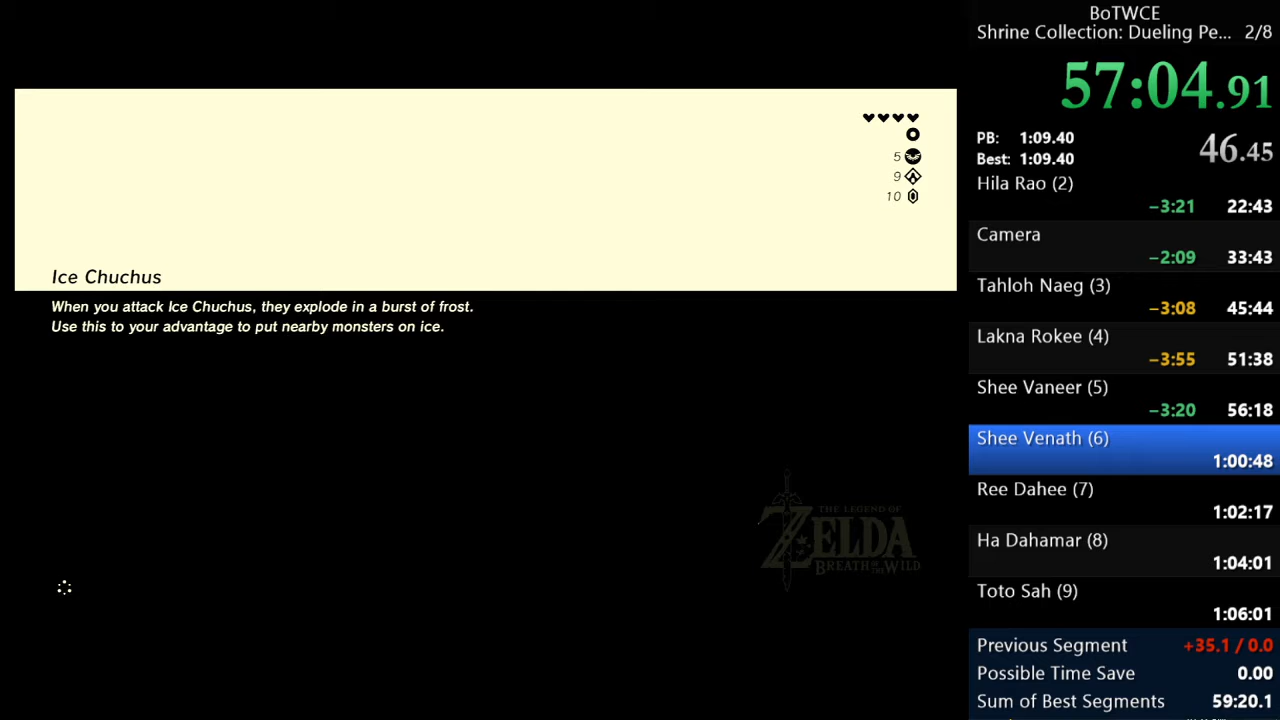 BoTWCE
Shrine Collection: Dueling Pe... 2/8
57:04.91
PB: 1:09.40
46.45
Best: 1:09.40
Hila Rao (2)
−3:21 22:43
Camera
−2:09 33:43
Tahloh Naeg (3)
−3:08 45:44
Lakna Rokee (4)
−3:55 51:38
Shee Vaneer (5)
−3:20 56:18
Shee Venath (6)
1:00:48
Ree Dahee (7)
1:02:17
Ha Dahamar (8)
1:04:01
Toto Sah (9)
1:06:01
Previous Segment +35.1 / 0.0
Possible Time Save 0.00
Sum of Best Segments 59:20.1
5
9
10
Ice Chuchus
When you attack Ice Chuchus, they explode in a burst of frost.
Use this to your advantage to put nearby monsters on ice.
THE LEGEND OF
ZELDA
BREATH OF THE WILD